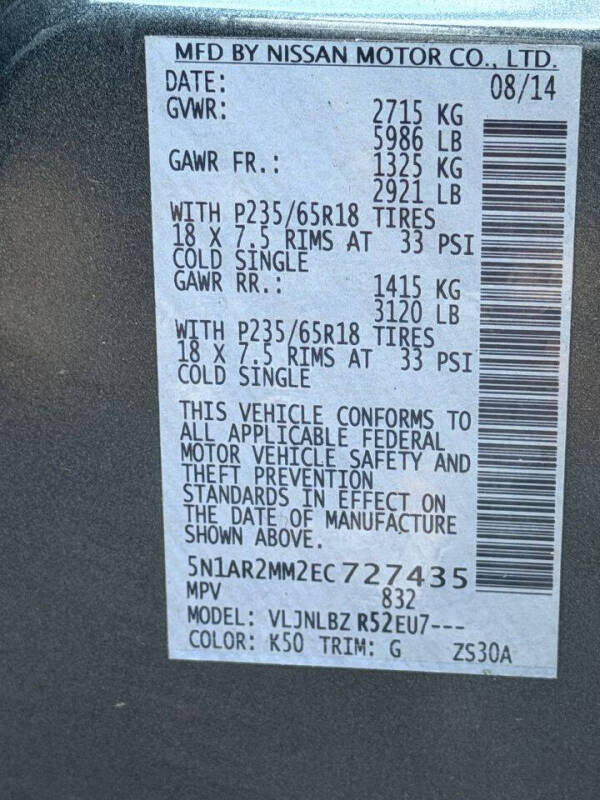 MFD BY NISSAN MOTOR CO., LTD.
DATE: 08/14
GVWR: 2715 KG
5986 LB
GAWR FR.: 1325 KG
2921 LB
WITH P235/65R18 TIRES
18 X 7.5 RIMS AT 33 PSI
COLD SINGLE
GAWR RR.: 1415 KG
3120 LB
WITH P235/65R18 TIRES
18 X 7.5 RIMS AT 33 PSI
COLD SINGLE
THIS VEHICLE CONFORMS TO
ALL APPLICABLE FEDERAL
MOTOR VEHICLE SAFETY AND
THEFT PREVENTION
STANDARDS IN EFFECT ON
THE DATE OF MANUFACTURE
SHOWN ABOVE.
5N1AR2MM2EC727435
MPV 832
MODEL: VLJNLBZ R52EU7---
COLOR: K50 TRIM: G ZS30A